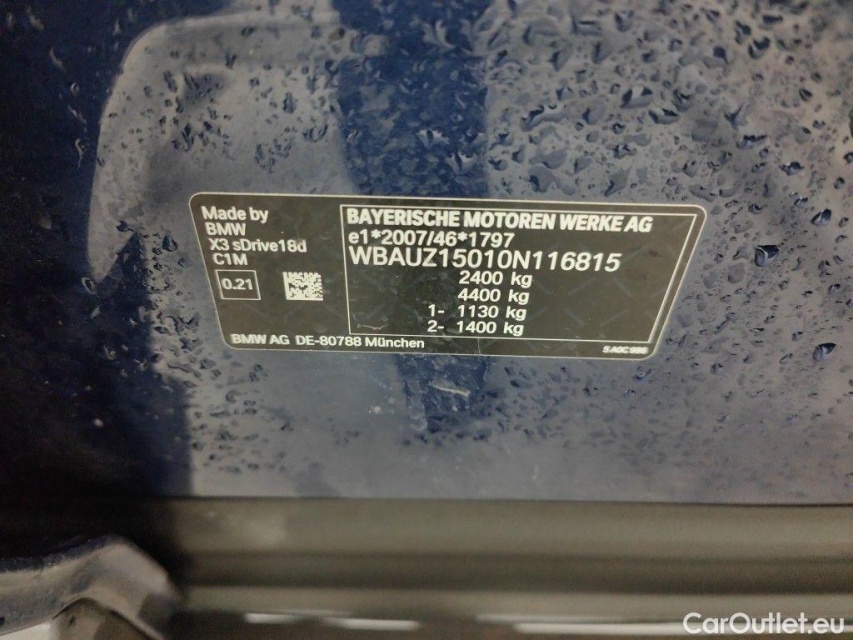 Made by
BMW
X3 sDrive18d
C1M
0.21
BAYERISCHE MOTOREN WERKE AG
e1*2007/46*1797
WBAUZ15010N116815
2400 kg
4400 kg
1- 1130 kg
2- 1400 kg
BMW AG DE-80788 München
CarOutlet.eu